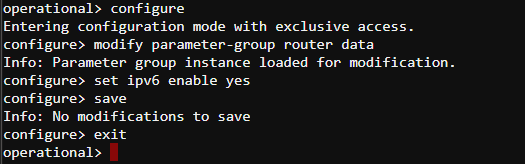 operational> configure
Entering configuration mode with exclusive access.
configure> modify parameter-group router data
Info: Parameter group instance loaded for modification.
configure> set ipv6 enable yes
configure> save
Info: No modifications to save
configure> exit
operational>